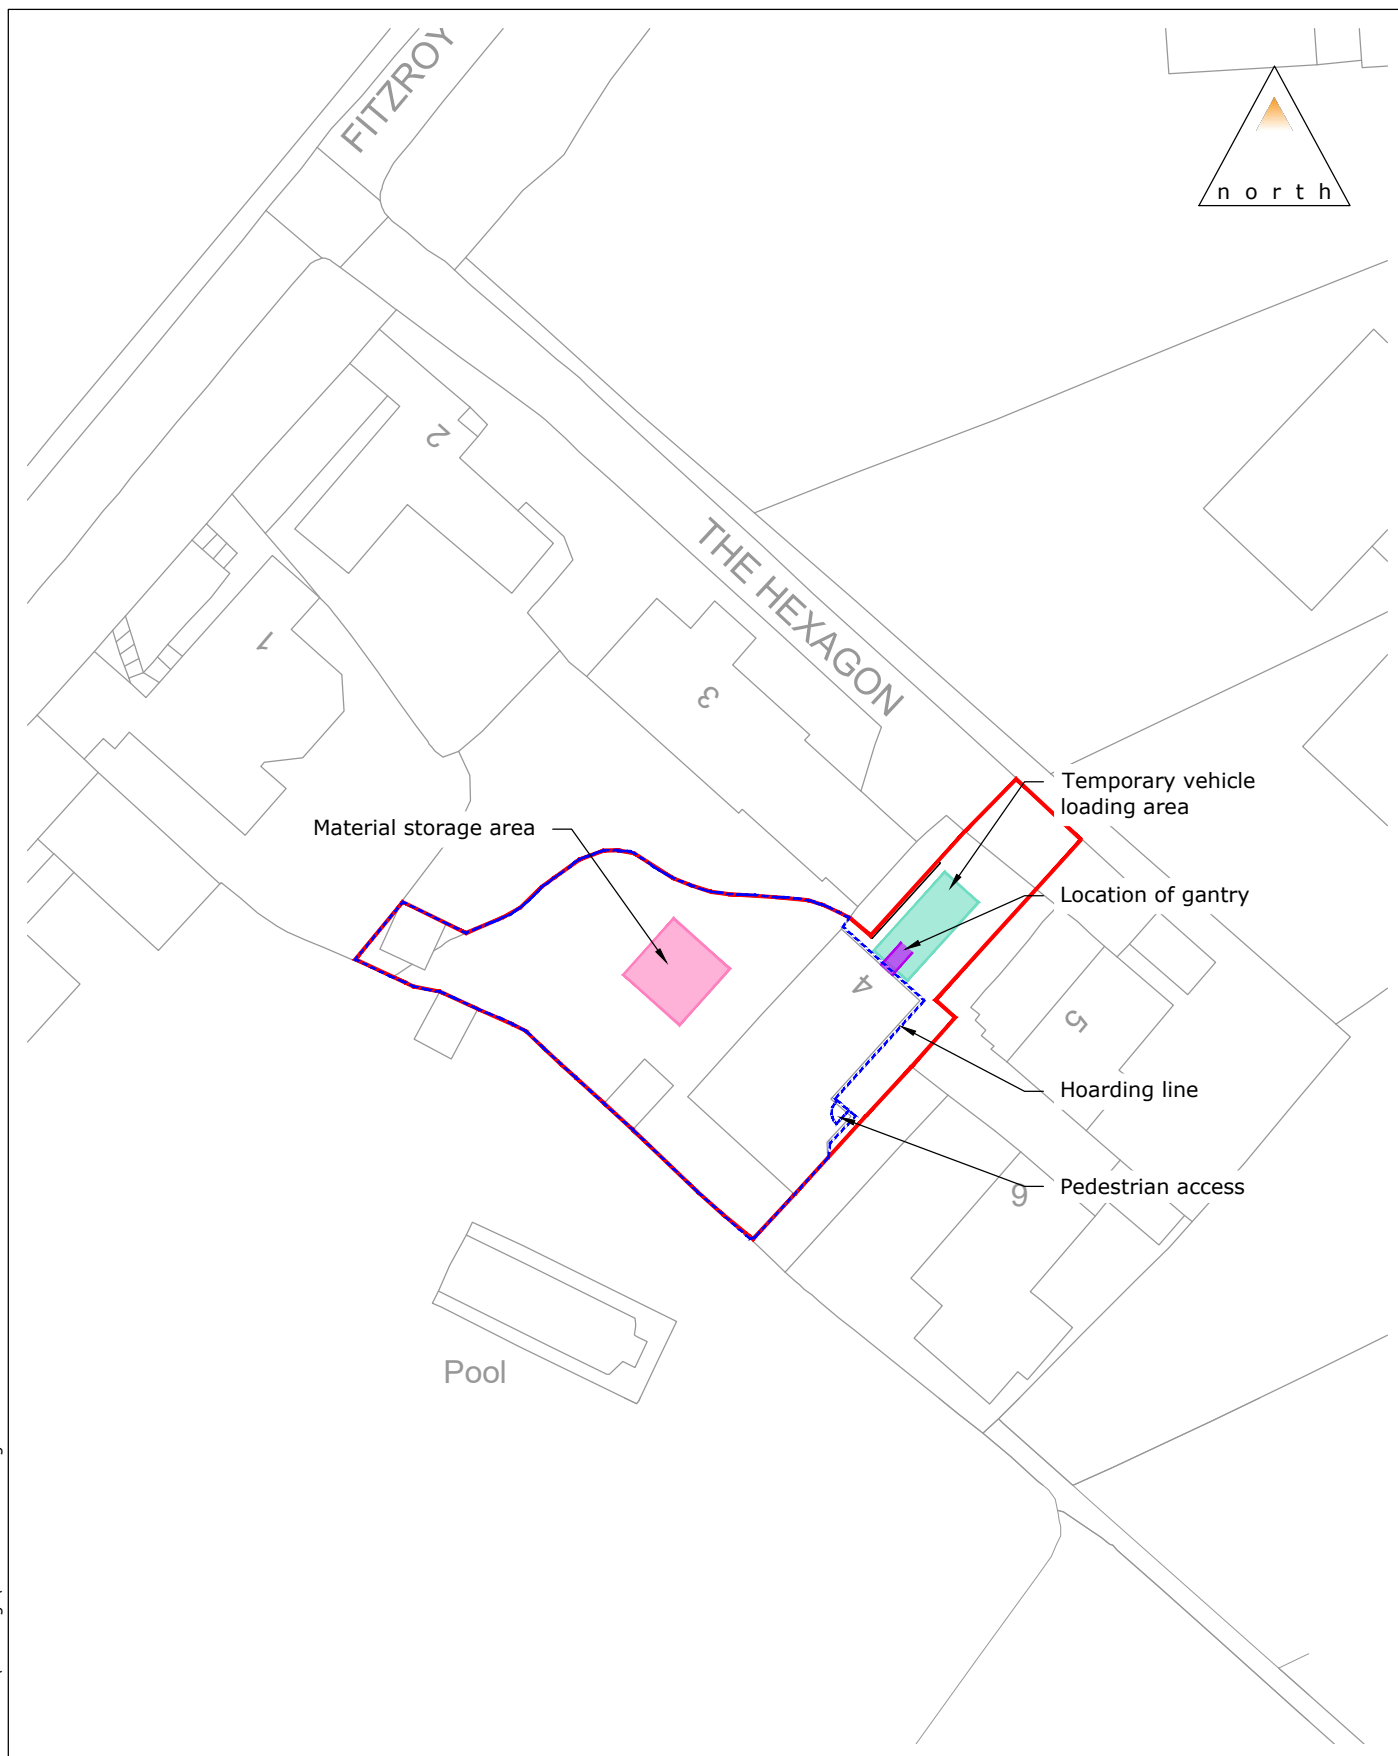 FITZROY
north
2
THE HEXAGON
1
3
Temporary vehicle
loading area
Material storage area
Location of gantry
4
5
Hoarding line
Pedestrian access
6
Pool